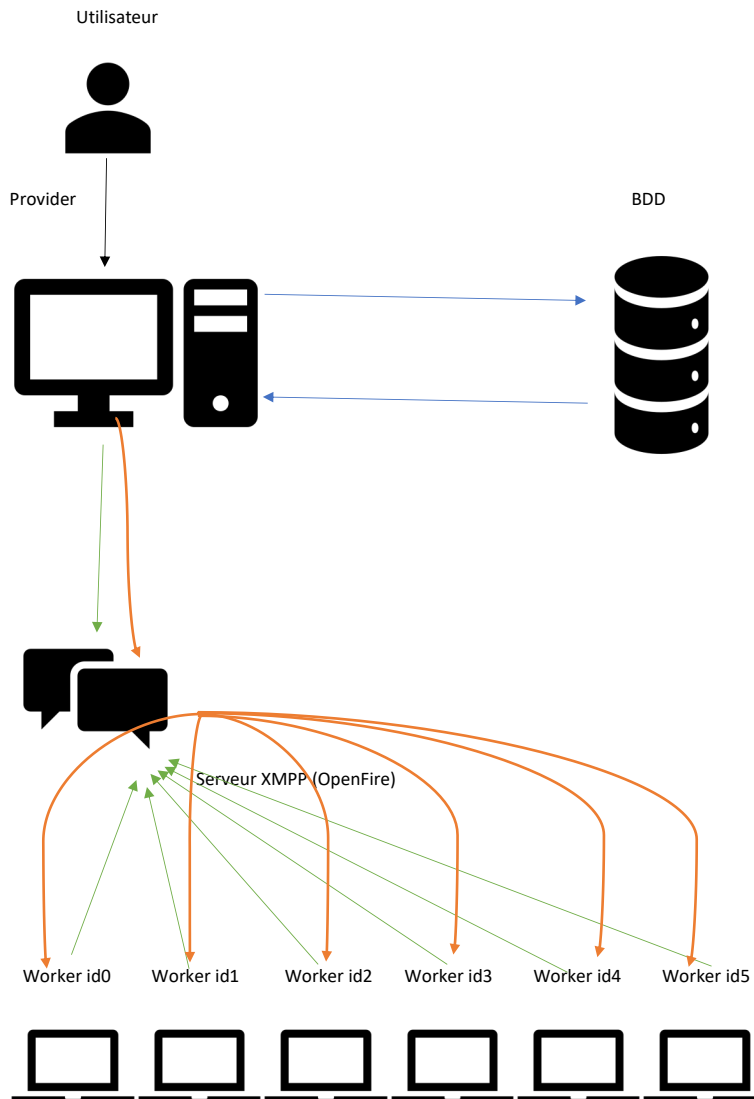 Utilisateur
Provider
BDD
Serveur XMPP (OpenFire)
Worker id0
Worker id1
Worker id2
Worker id3
Worker id4
Worker id5